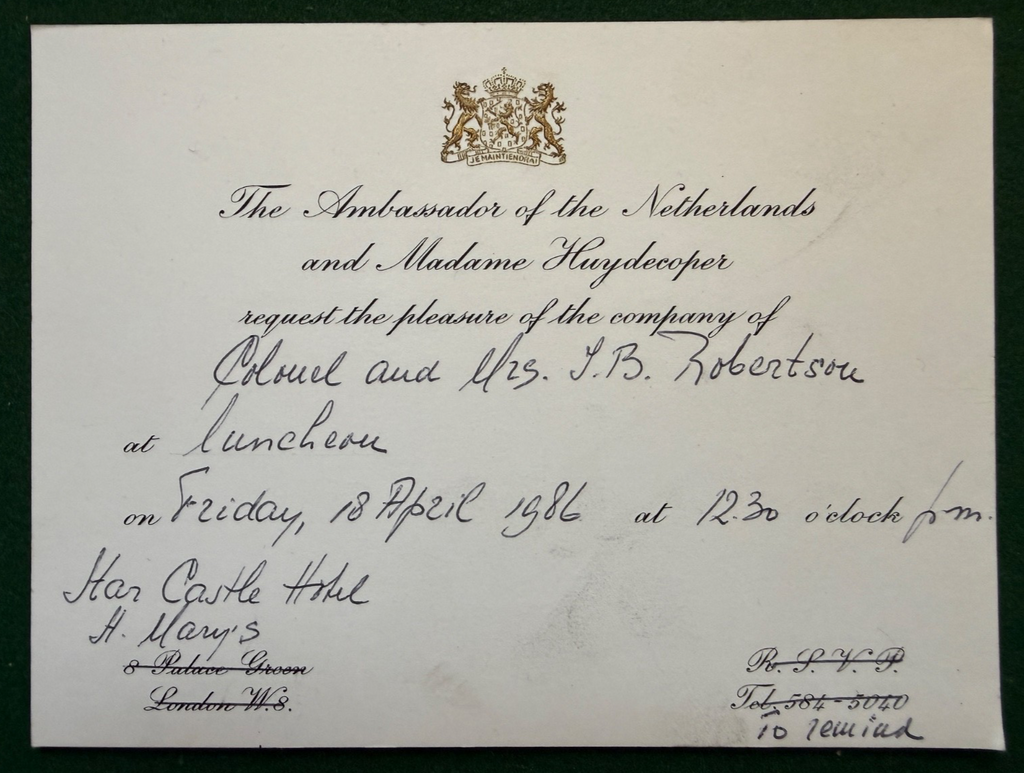 JE MAINTIENDRAI
The Ambassador of the Netherlands
and Madame Huydecoper
request the pleasure of the company of
Colonel and Mrs. J.B. Robertson
at luncheon
on Friday, 18 April 1986 at 12.30 o'clock p.m.
Star Castle Hotel
St. Mary's
8 Palace Green
London W.8.
R. S. V. P.
Tel. 584-5040
To remind